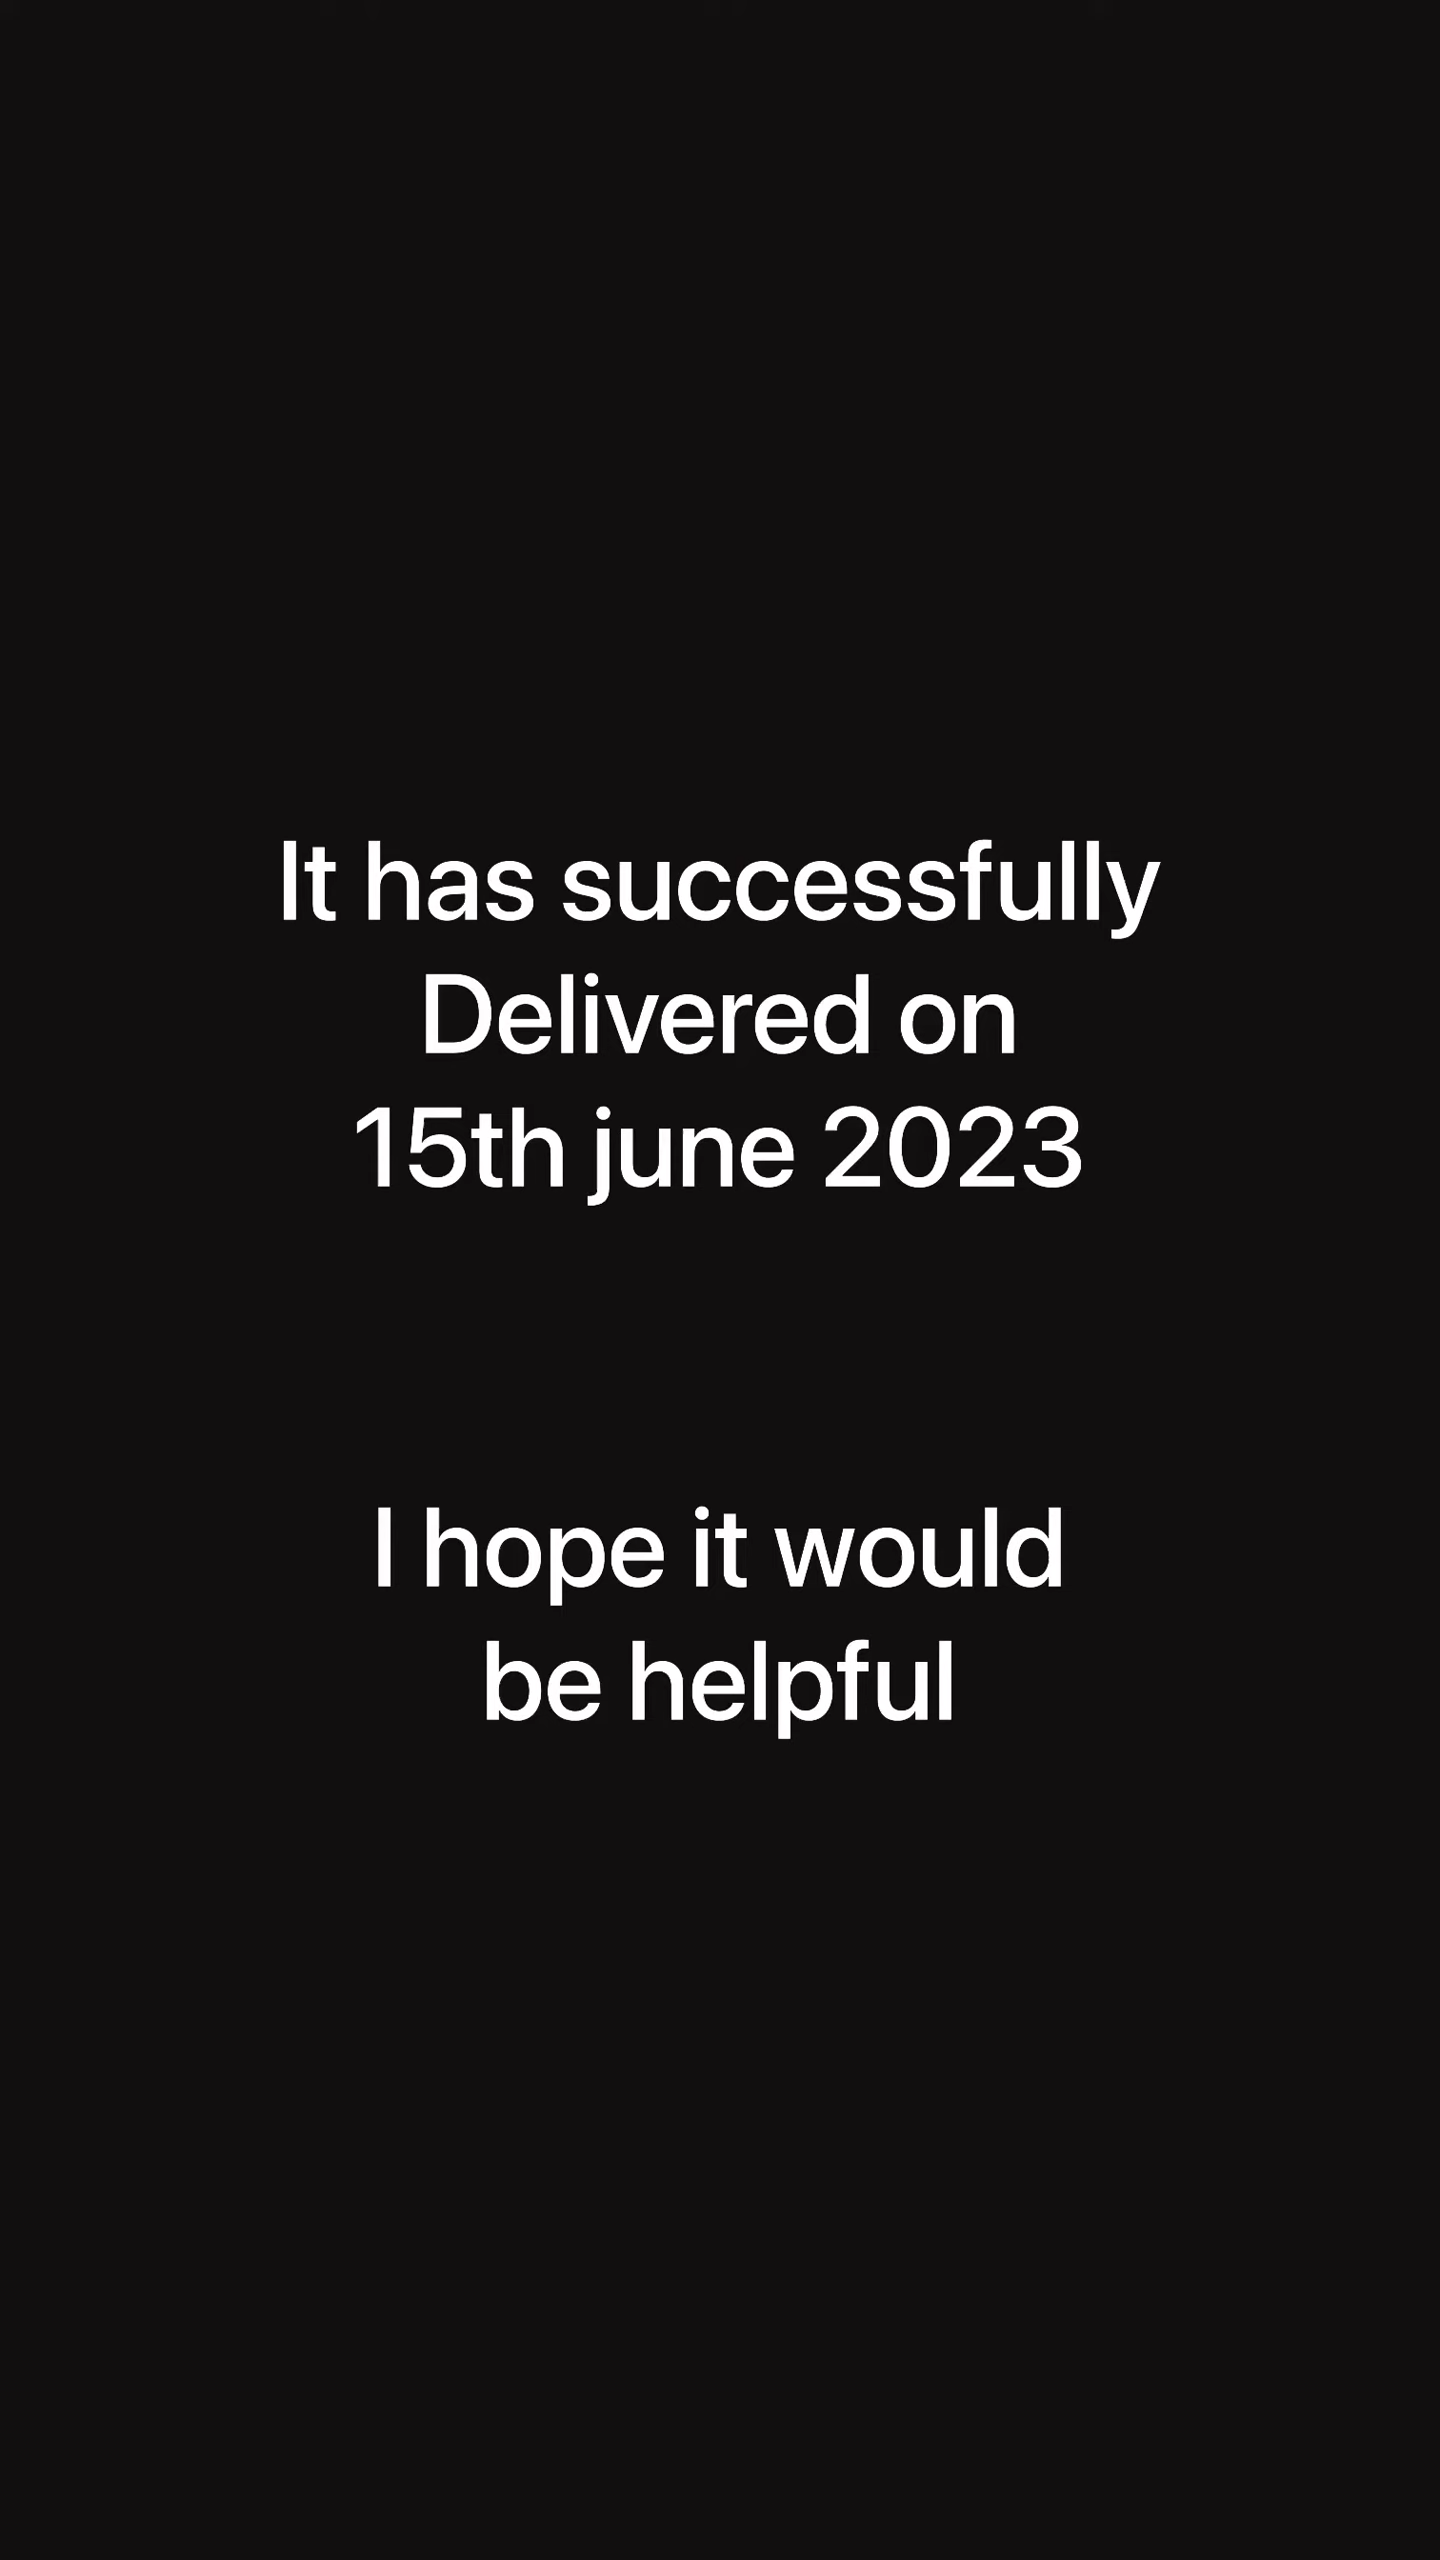 It has successfully
Delivered on
15th june 2023
I hope it would
be helpful